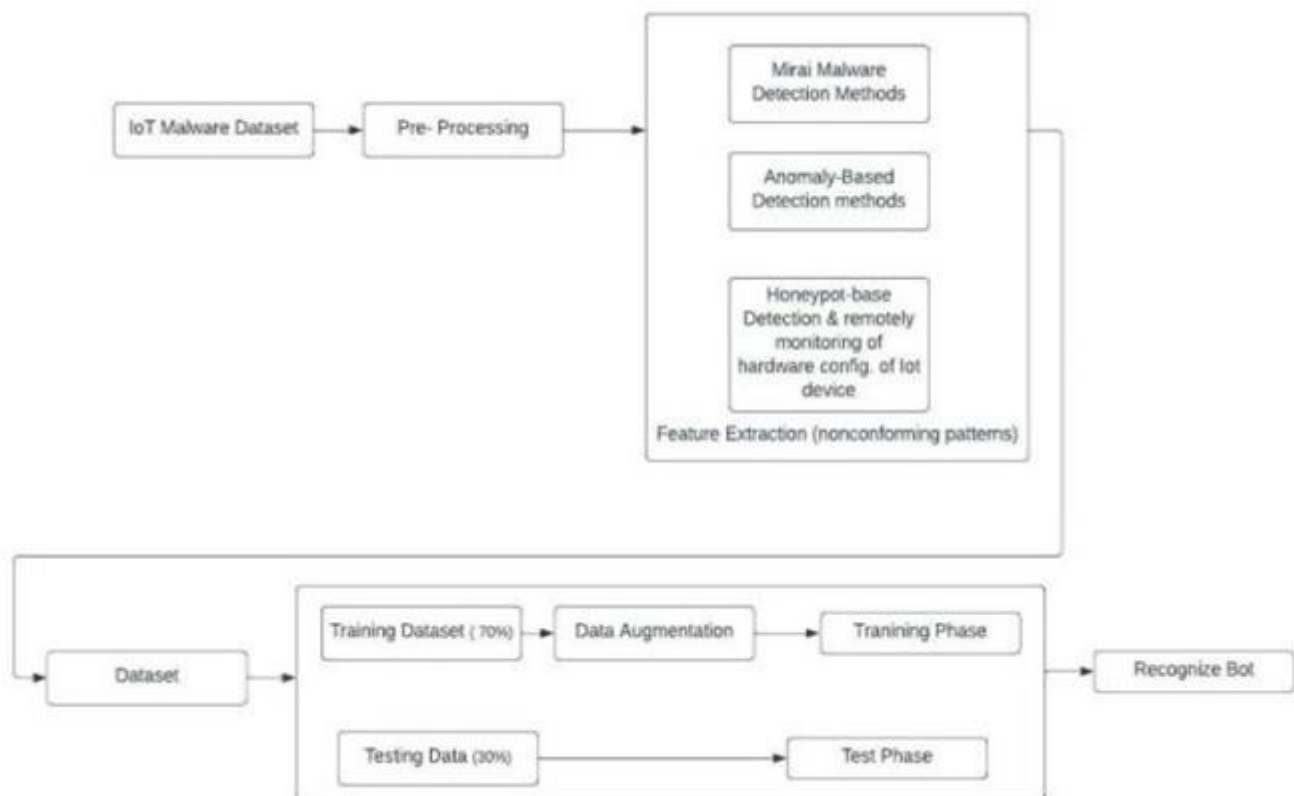 IoT Malware Dataset
Pre- Processing
Mirai Malware
Detection Methods
Anomaly-Based
Detection methods
Honeypot-base
Detection & remotely
monitoring of
hardware config. of Iot
device
Feature Extraction (nonconforming patterns)
Dataset
Training Dataset ( 70%)
Data Augmentation
Tranining Phase
Testing Data (30%)
Test Phase
Recognize Bot